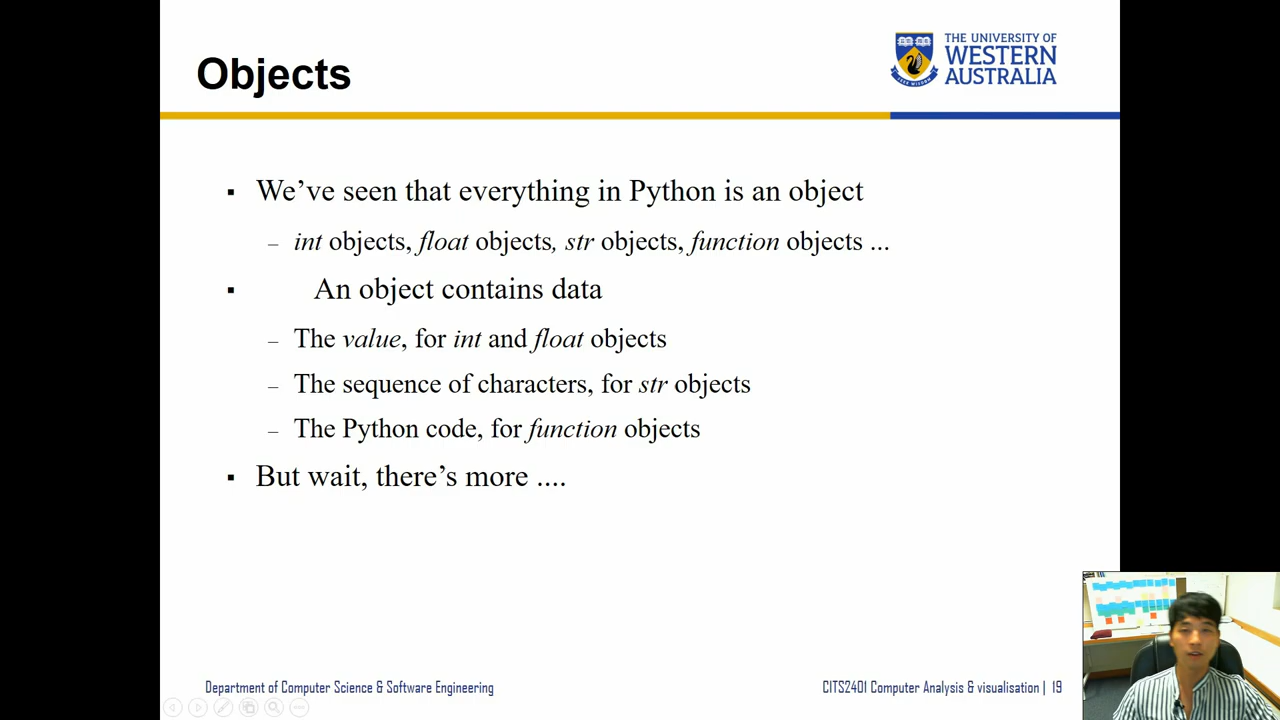 Objects
THE UNIVERSITY OF
WESTERN
AUSTRALIA
▪ We’ve seen that everything in Python is an object
– int objects, float objects, str objects, function objects ...
▪ An object contains data
– The value, for int and float objects
– The sequence of characters, for str objects
– The Python code, for function objects
▪ But wait, there’s more ....
Department of Computer Science & Software Engineering
CITS2401 Computer Analysis & visualisation | 19